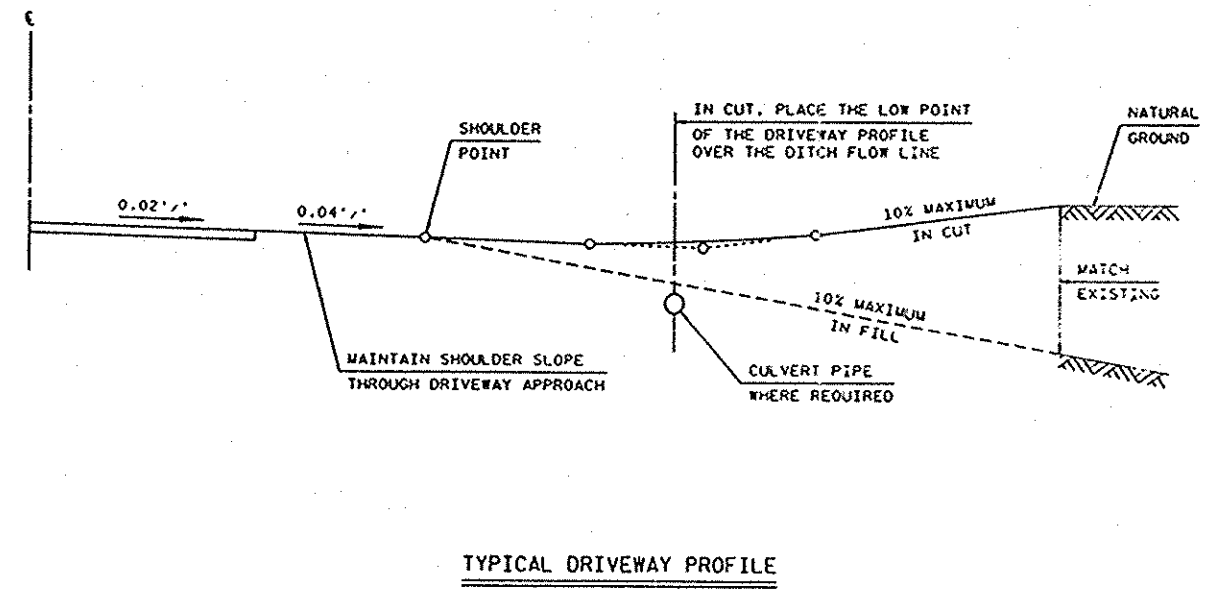 ℄
IN CUT, PLACE THE LOW POINT
OF THE DRIVEWAY PROFILE
OVER THE DITCH FLOW LINE
NATURAL
GROUND
SHOULDER
POINT
0.02'/'
0.04'/'
10% MAXIMUM
IN CUT
MATCH
EXISTING
10% MAXIMUM
IN FILL
MAINTAIN SHOULDER SLOPE
THROUGH DRIVEWAY APPROACH
CULVERT PIPE
WHERE REQUIRED
TYPICAL DRIVEWAY PROFILE